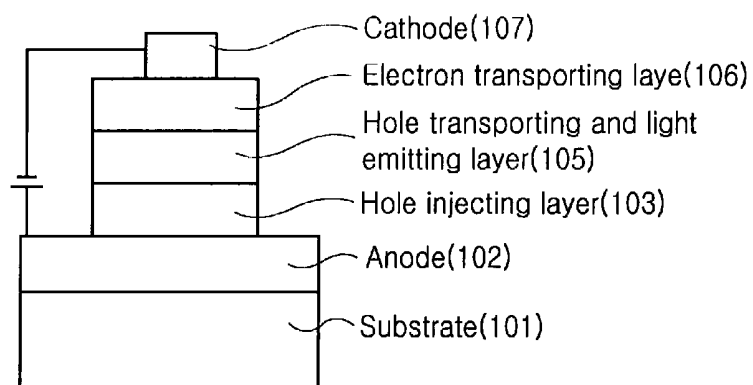 Cathode(107)
Electron transporting laye(106)
Hole transporting and light
emitting layer(105)
Hole injecting layer(103)
Anode(102)
Substrate(101)